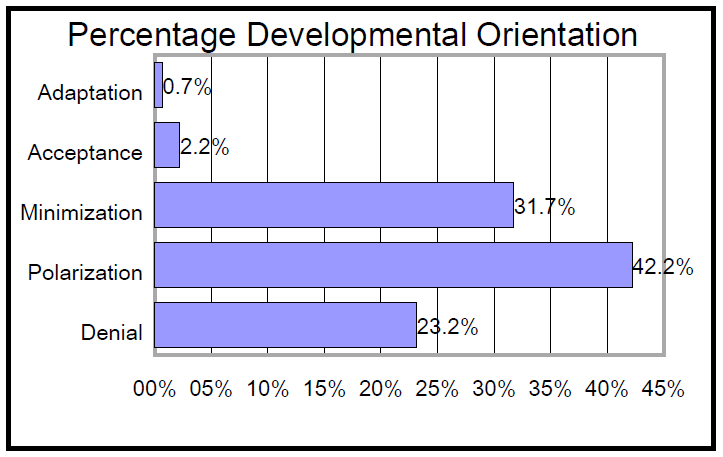 Percentage Developmental Orientation
Adaptation 0.7%
Acceptance 2.2%
Minimization 31.7%
Polarization 42.2%
Denial 23.2%
00% 05% 10% 15% 20% 25% 30% 35% 40% 45%